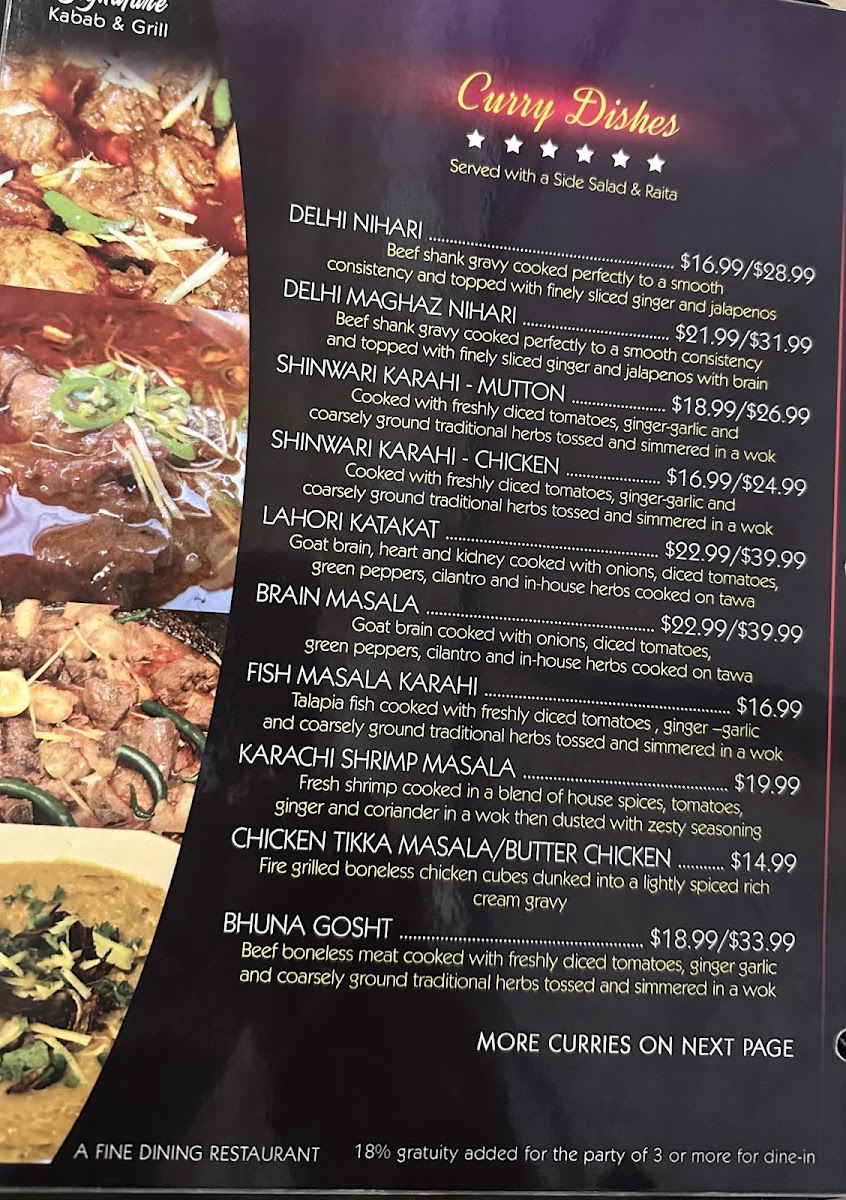 Signature
Kabab & Grill
Curry Dishes
Served with a Side Salad & Raita
DELHI NIHARI ........ $16.99/$28.99
Beef shank gravy cooked perfectly to a smooth
consistency and topped with finely sliced ginger and jalapenos
DELHI MAGHAZ NIHARI ........ $21.99/$31.99
Beef shank gravy cooked perfectly to a smooth consistency
and topped with finely sliced ginger and jalapenos with brain
SHINWARI KARAHI - MUTTON ........ $18.99/$26.99
Cooked with freshly diced tomatoes, ginger-garlic and
coarsely ground traditional herbs tossed and simmered in a wok
SHINWARI KARAHI - CHICKEN ........ $16.99/$24.99
Cooked with freshly diced tomatoes, ginger-garlic and
coarsely ground traditional herbs tossed and simmered in a wok
LAHORI KATAKAT ........ $22.99/$39.99
Goat brain, heart and kidney cooked with onions, diced tomatoes,
green peppers, cilantro and in-house herbs cooked on tawa
BRAIN MASALA ........ $22.99/$39.99
Goat brain cooked with onions, diced tomatoes,
green peppers, cilantro and in-house herbs cooked on tawa
FISH MASALA KARAHI ........ $16.99
Talapia fish cooked with freshly diced tomatoes , ginger –garlic
and coarsely ground traditional herbs tossed and simmered in a wok
KARACHI SHRIMP MASALA ........ $19.99
Fresh shrimp cooked in a blend of house spices, tomatoes,
ginger and coriander in a wok then dusted with zesty seasoning
CHICKEN TIKKA MASALA/BUTTER CHICKEN ........ $14.99
Fire grilled boneless chicken cubes dunked into a lightly spiced rich
cream gravy
BHUNA GOSHT ........ $18.99/$33.99
Beef boneless meat cooked with freshly diced tomatoes, ginger garlic
and coarsely ground traditional herbs tossed and simmered in a wok
MORE CURRIES ON NEXT PAGE
A FINE DINING RESTAURANT 18% gratuity added for the party of 3 or more for dine-in